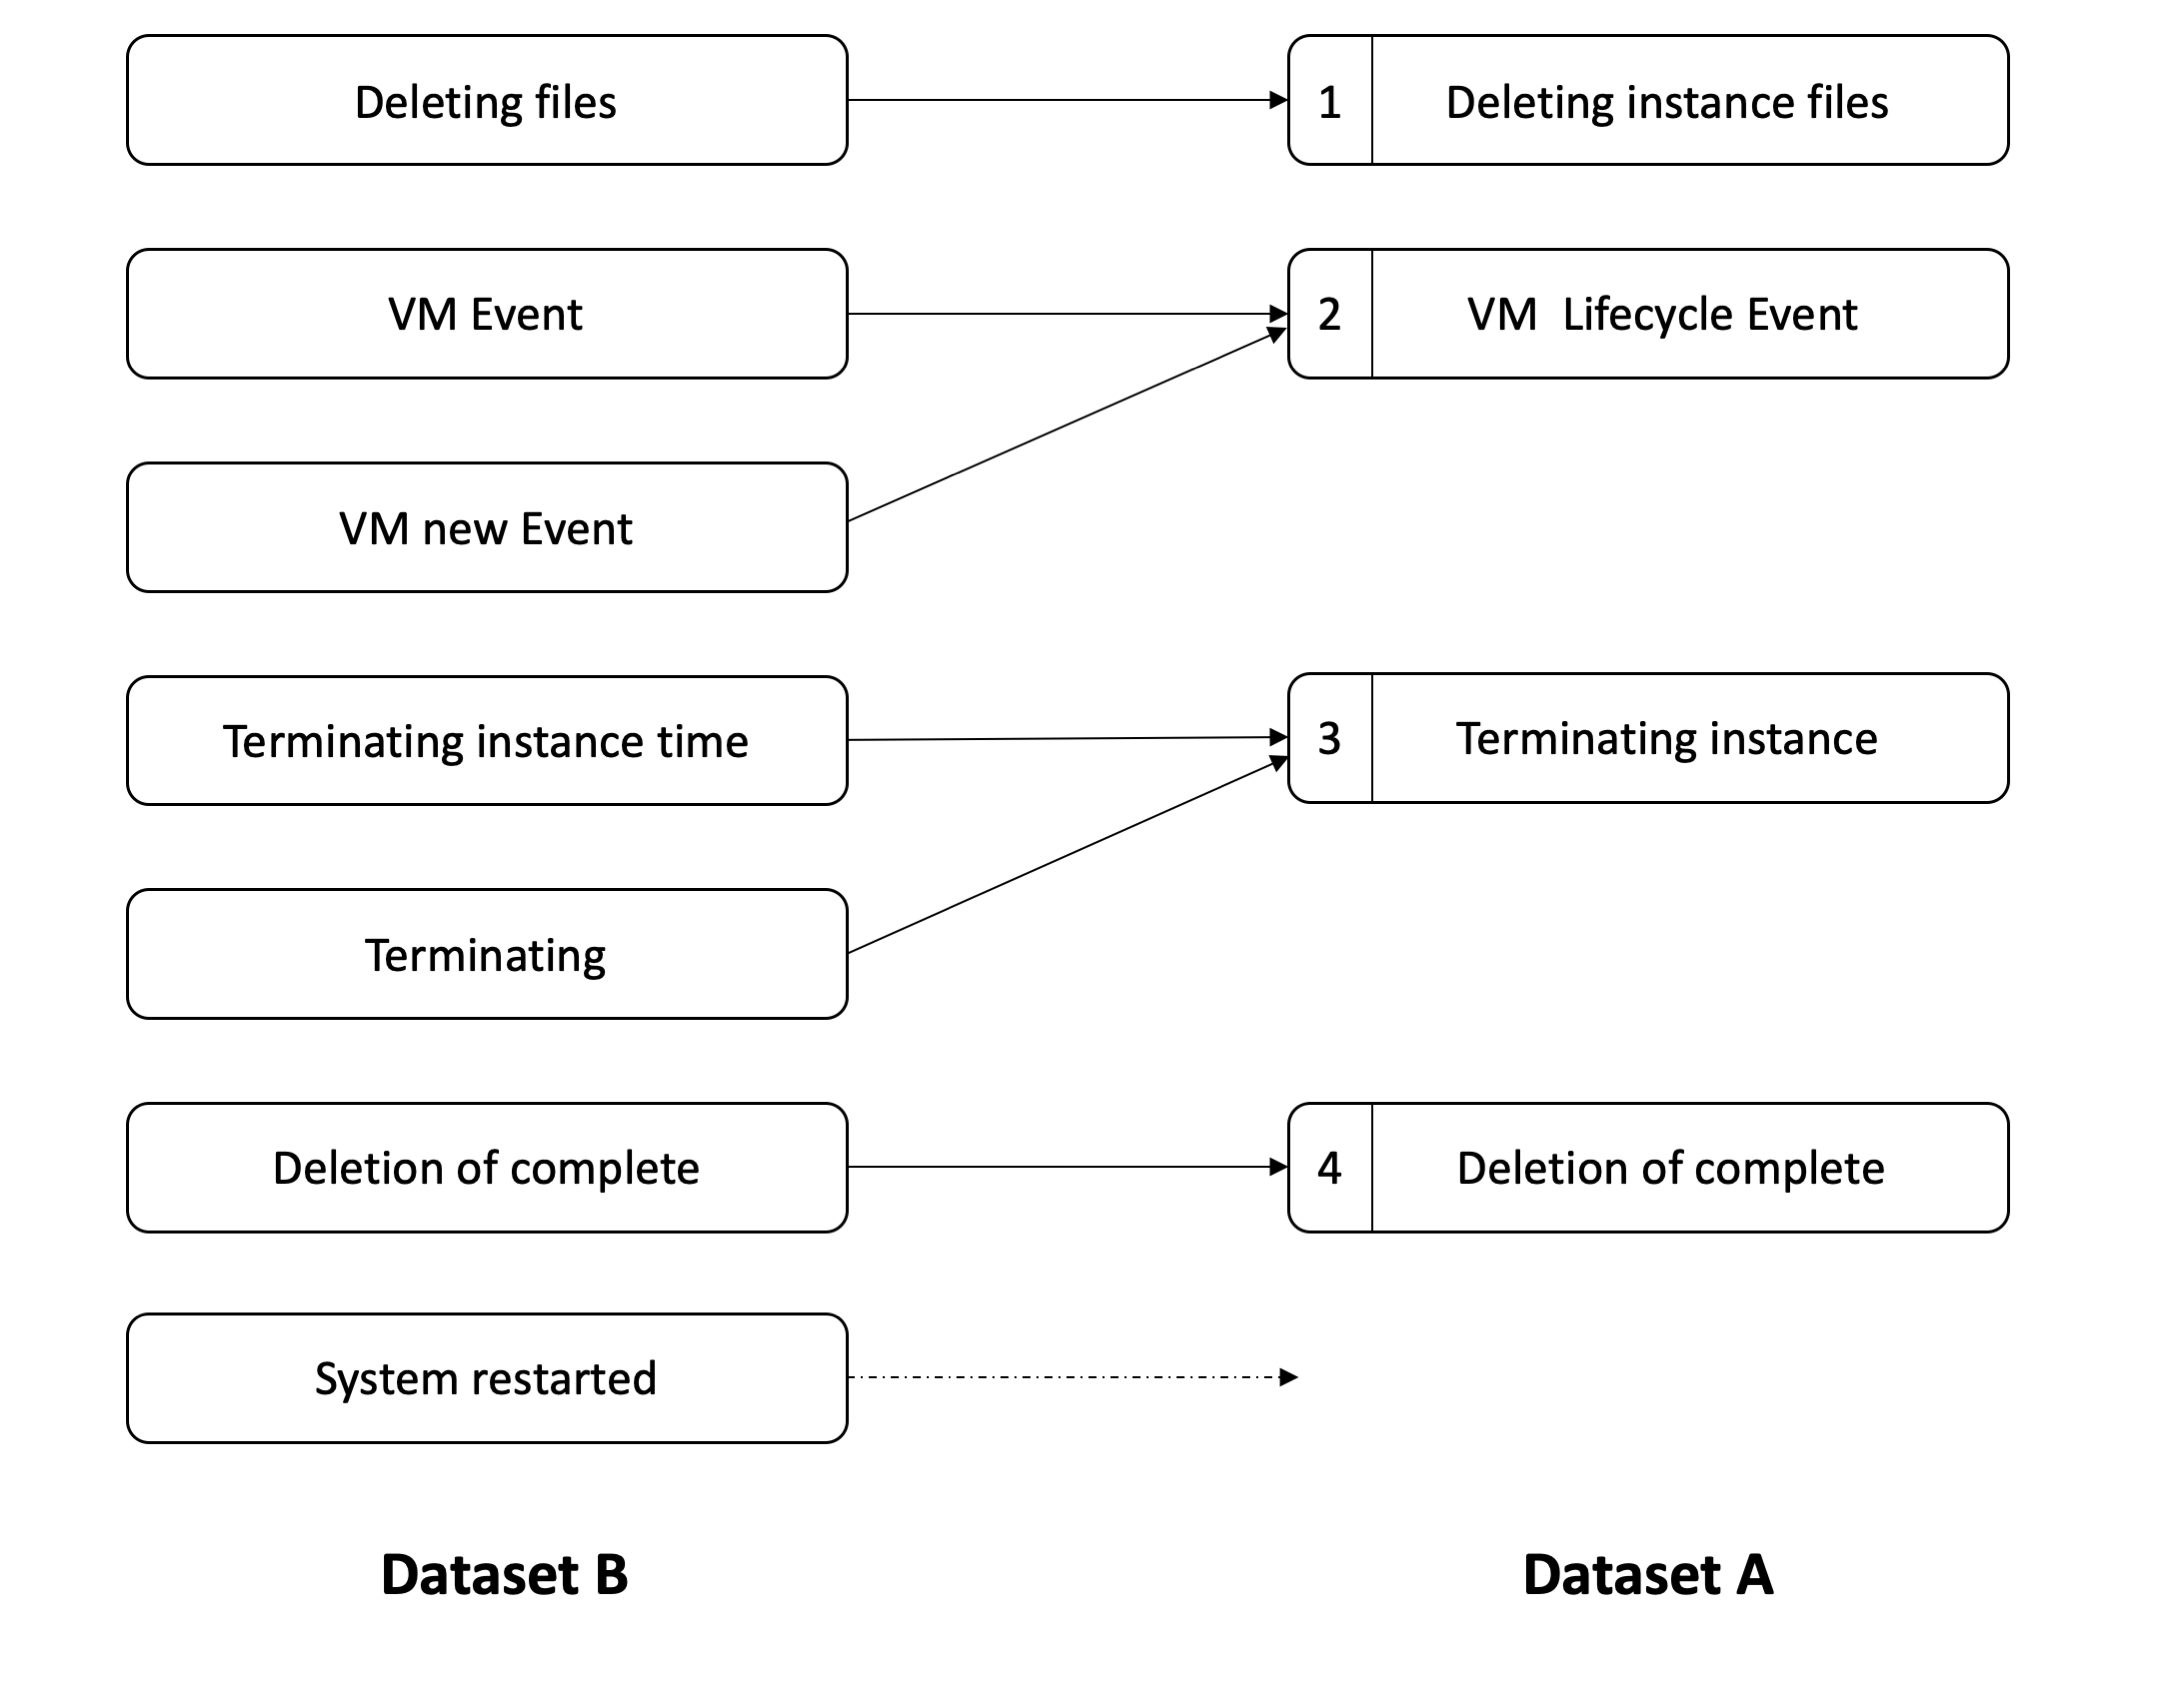 Deleting files
1 Deleting instance files
VM Event
2 VM Lifecycle Event
VM new Event
Terminating instance time
3 Terminating instance
Terminating
Deletion of complete
4 Deletion of complete
System restarted
Dataset B
Dataset A